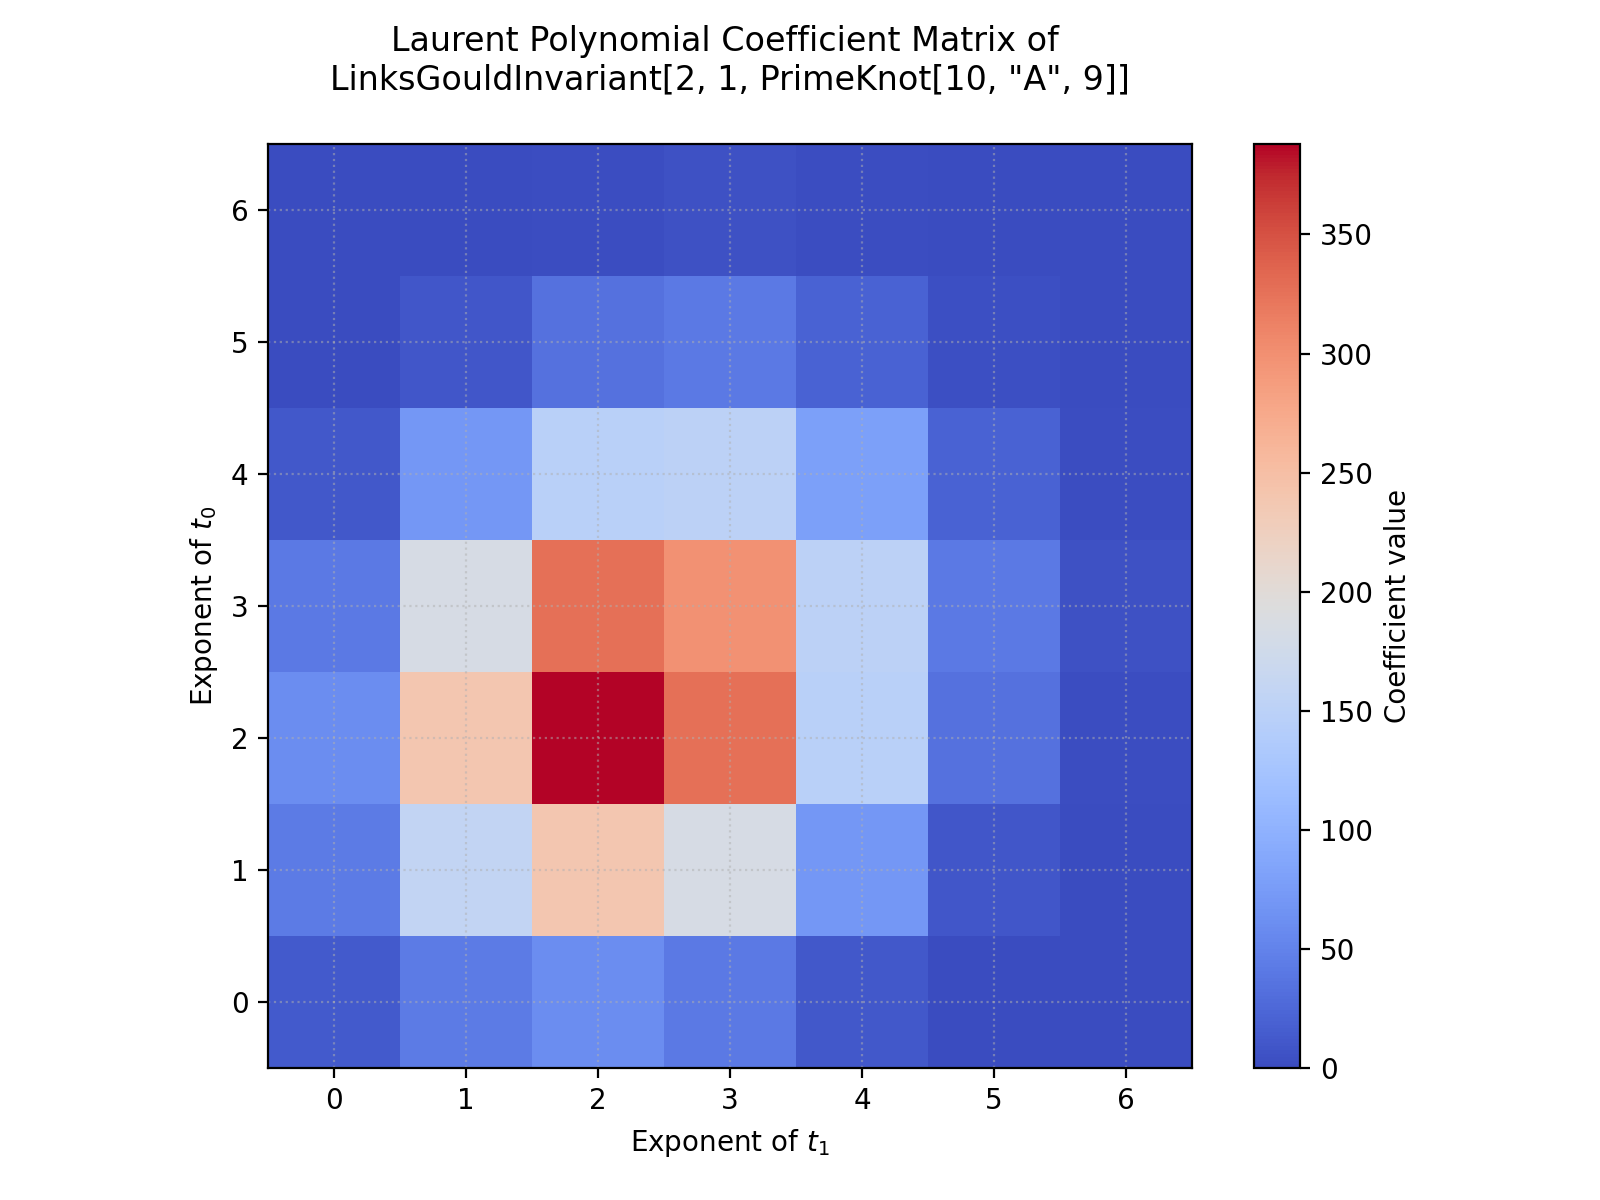 Laurent Polynomial Coefficient Matrix of
LinksGouldInvariant[2, 1, PrimeKnot[10, "A", 9]]
6
5
4
3
2
1
0
Exponent of t₀
0 1 2 3 4 5 6
Exponent of t₁
350
300
250
200
150
100
50
0
Coefficient value